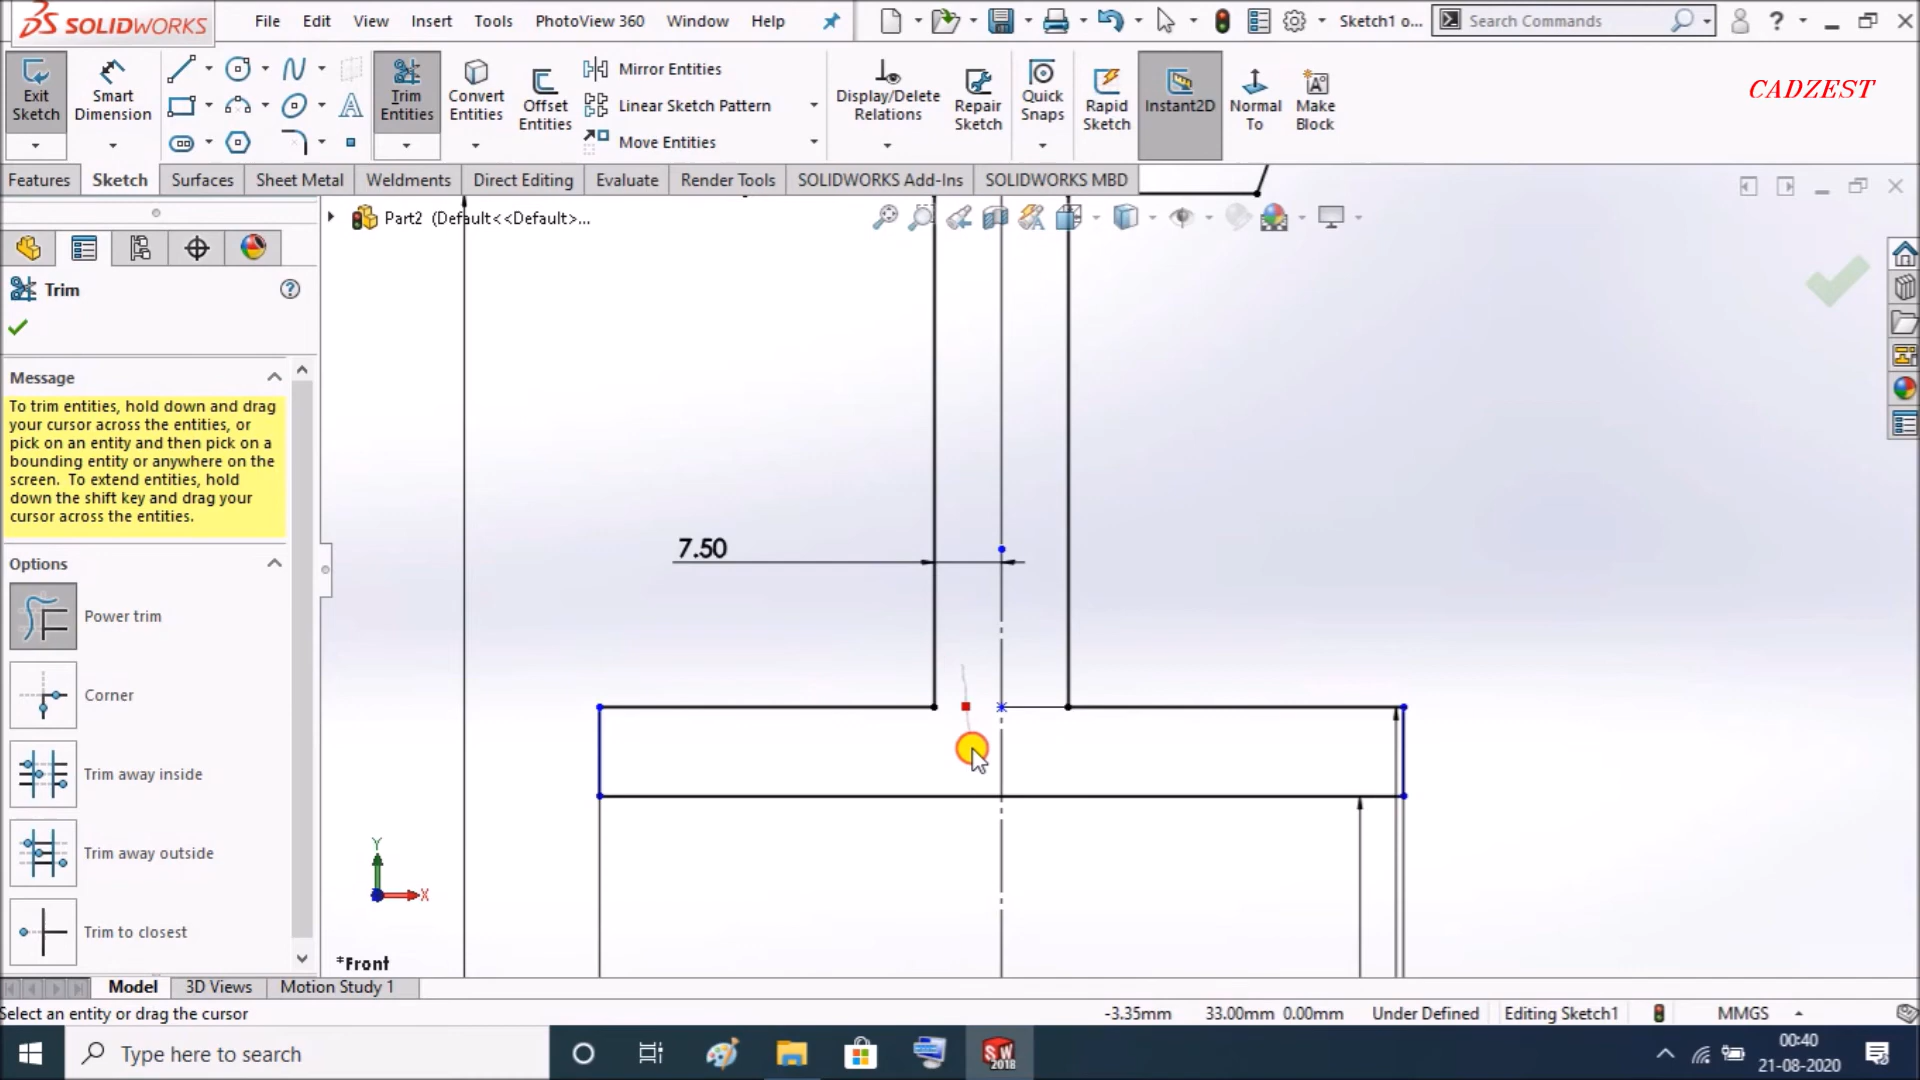 SOLIDWORKS
File Edit View Insert Tools PhotoView 360 Window Help
Sketch1 o...
Search Commands
Exit Sketch
Smart Dimension
Trim Entities
Convert Entities
Offset Entities
Mirror Entities
Linear Sketch Pattern
Move Entities
Display/Delete Relations
Repair Sketch
Quick Snaps
Rapid Sketch
Instant2D
Normal To
Make Block
CADZEST
Features Sketch Surfaces Sheet Metal Weldments Direct Editing Evaluate Render Tools SOLIDWORKS Add-Ins SOLIDWORKS MBD
Part2 (Default<<Default>...
Trim
Message
To trim entities, hold down and drag
your cursor across the entities, or
pick on an entity and then pick on a
bounding entity or anywhere on the
screen. To extend entities, hold
down the shift key and drag your
cursor across the entities.
Options
Power trim
Corner
Trim away inside
Trim away outside
Trim to closest
7.50
Y
X
*Front
Model 3D Views Motion Study 1
Select an entity or drag the cursor
-3.35mm 33.00mm 0.00mm Under Defined Editing Sketch1 MMGS
Type here to search
SW 2018
00:40
21-08-2020